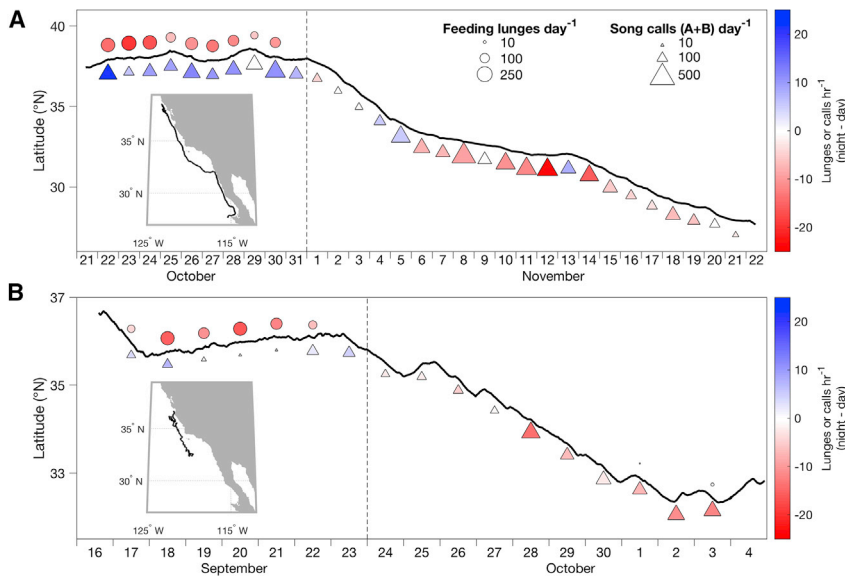 A
Feeding lunges day-1
10
100
250
Song calls (A+B) day-1
10
100
500
40
37
33
30
Latitude (°N)
35° N
30° N
125° W
115° W
21 22 23 24 25 26 27 28 29 30 31 1 2 3 4 5 6 7 8 9 10 11 12 13 14 15 16 17 18 19 20 21 22
October
November
20
10
0
-10
-20
Lunges or calls hr-1
(night - day)
B
37
35
33
Latitude (°N)
35° N
30° N
125° W
115° W
16 17 18 19 20 21 22 23 24 25 26 27 28 29 30 1 2 3 4
September
October
20
10
0
-10
-20
Lunges or calls hr-1
(night - day)